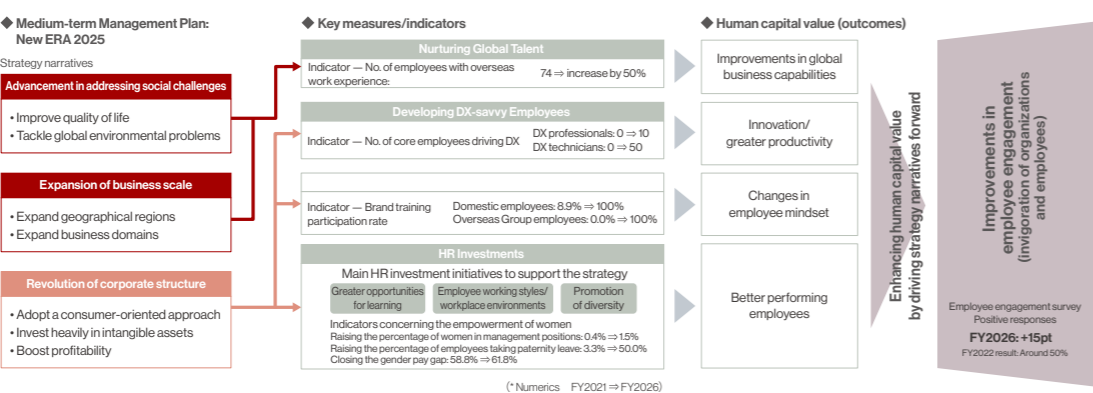 ◆ Medium-term Management Plan:
New ERA 2025
Strategy narratives
Advancement in addressing social challenges
• Improve quality of life
• Tackle global environmental problems
Expansion of business scale
• Expand geographical regions
• Expand business domains
Revolution of corporate structure
• Adopt a consumer-oriented approach
• Invest heavily in intangible assets
• Boost profitability
◆ Key measures/indicators
Nurturing Global Talent
Indicator — No. of employees with overseas
work experience:
74 ⇒ increase by 50%
Developing DX-savvy Employees
Indicator — No. of core employees driving DX
DX professionals: 0 ⇒ 10
DX technicians: 0 ⇒ 50
Indicator — Brand training
participation rate
Domestic employees: 8.9% ⇒ 100%
Overseas Group employees: 0.0% ⇒ 100%
HR Investments
Main HR investment initiatives to support the strategy
Greater opportunities
for learning
Employee working styles/
workplace environments
Promotion
of diversity
Indicators concerning the empowerment of women
Raising the percentage of women in management positions: 0.4% ⇒ 1.5%
Raising the percentage of employees taking paternity leave: 3.3% ⇒ 50.0%
Closing the gender pay gap: 58.8% ⇒ 61.8%
(* Numerics FY2021 ⇒ FY2026)
◆ Human capital value (outcomes)
Improvements in global
business capabilities
Innovation/
greater productivity
Changes in
employee mindset
Better performing
employees
Enhancing human capital value
by driving strategy narratives forward
Improvements in
employee engagement
(invigoration of organizations
and employees)
Employee engagement survey
Positive responses
FY2026: +15pt
FY2022 result: Around 50%